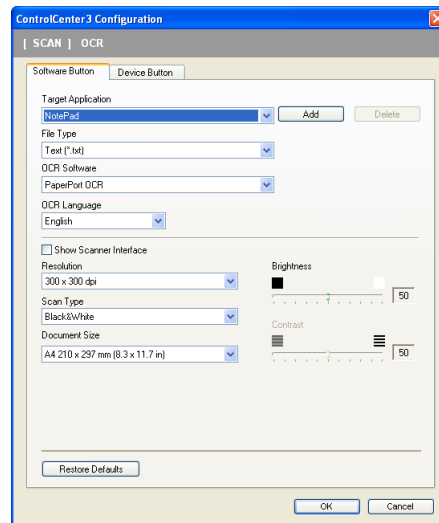 ControlCenter3 Configuration
[ SCAN ] OCR
Software Button Device Button
Target Application
NotePad Add Delete
File Type
Text (*.txt)
OCR Software
PaperPort OCR
OCR Language
English
Show Scanner Interface
Resolution Brightness
300 x 300 dpi
50
Scan Type
Black&White
Contrast
Document Size
A4 210 x 297 mm (8.3 x 11.7 in) 50
Restore Defaults
OK Cancel